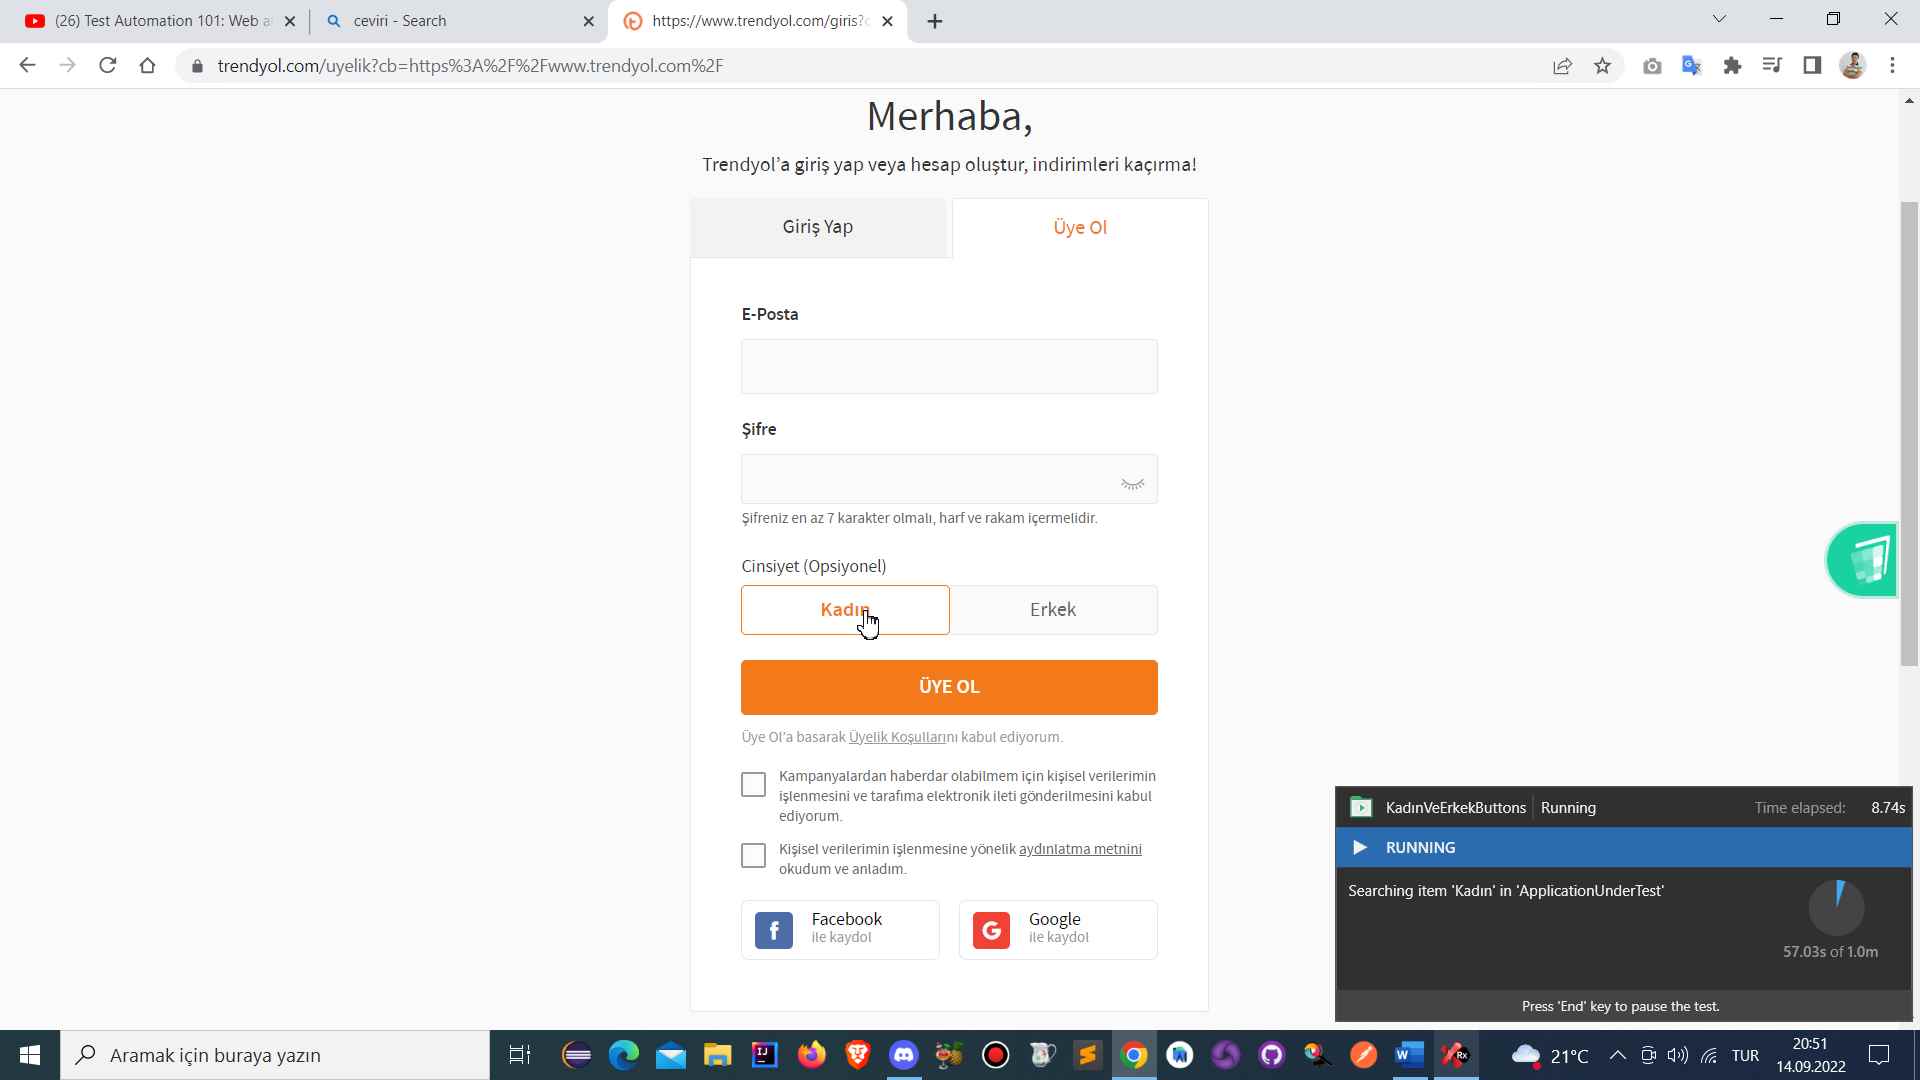 (26) Test Automation 101: Web a
ceviri - Search
https://www.trendyol.com/giris?c
trendyol.com/uyelik?cb=https%3A%2F%2Fwww.trendyol.com%2F
Merhaba,
Trendyol'a giriş yap veya hesap oluştur, indirimleri kaçırma!
Giriş Yap
Üye Ol
E-Posta
Şifre
Şifreniz en az 7 karakter olmalı, harf ve rakam içermelidir.
Cinsiyet (Opsiyonel)
Kadın
Erkek
ÜYE OL
Üye Ol'a basarak Üyelik Koşullarını kabul ediyorum.
Kampanyalardan haberdar olabilmem için kişisel verilerimin
işlenmesini ve tarafıma elektronik ileti gönderilmesini kabul
ediyorum.
Kişisel verilerimin işlenmesine yönelik aydınlatma metnini
okudum ve anladım.
Facebook
ile kaydol
Google
ile kaydol
KadınVeErkekButtons Running Time elapsed: 8.74s
RUNNING
Searching item 'Kadın' in 'ApplicationUnderTest'
57.03s of 1.0m
Press 'End' key to pause the test.
Aramak için buraya yazın
21°C
TUR
20:51
14.09.2022